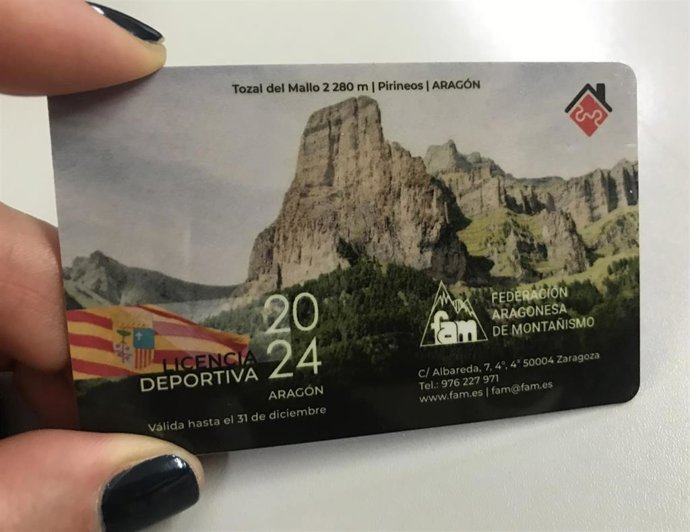 Tozal del Mallo 2 280 m | Pirineos | ARAGÓN
LICENCIA
DEPORTIVA
20
24
ARAGÓN
Válida hasta el 31 de diciembre
fam
FEDERACIÓN
ARAGONESA
DE MONTAÑISMO
C/ Albareda, 7, 4º, 4ª 50004 Zaragoza
Tel.: 976 227 971
www.fam.es | fam@fam.es